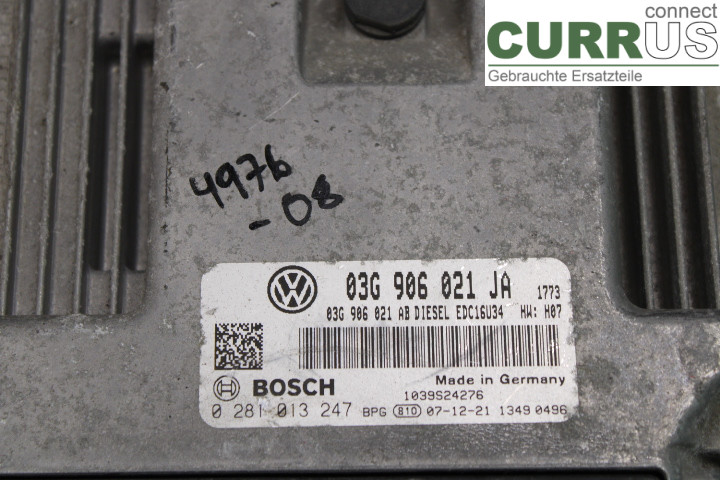 connect
CURRUS
Gebrauchte Ersatzteile
4976
-08
03G 906 021 JA 1773
03G 906 021 AB DIESEL EDC16U34 HW: H07
BOSCH
Made in Germany
1039S24276
0 281 013 247 BPG 810 07-12-21 1349 0496